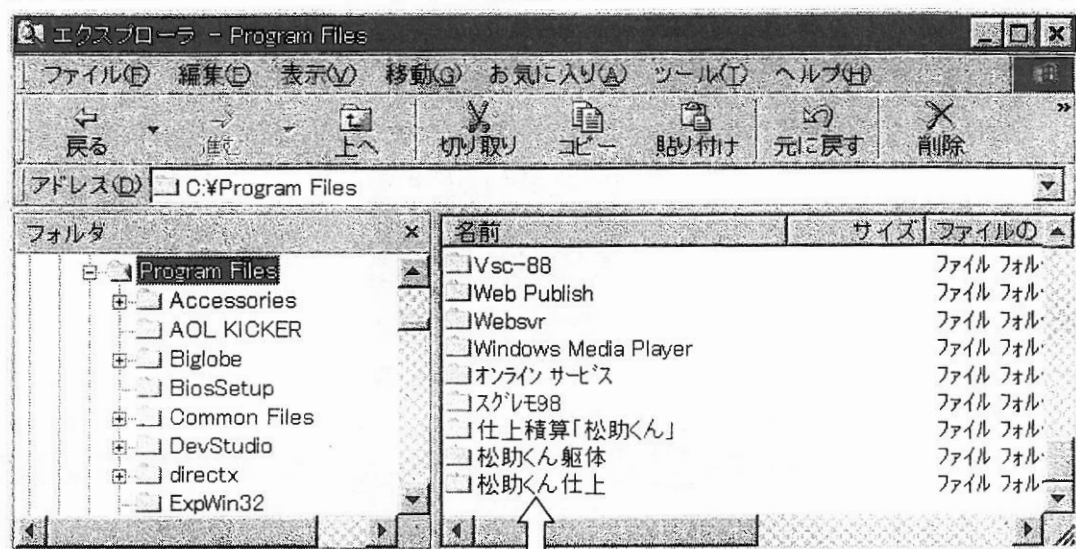 エクスプローラ - Program Files
ファイル(F) 編集(E) 表示(V) 移動(G) お気に入り(A) ツール(T) ヘルプ(H)
戻る 進む 上へ 切り取り コピー 貼り付け 元に戻す 削除 »
アドレス(D) C:¥Program Files
フォルダ
Program Files
Accessories
AOL KICKER
Biglobe
BiosSetup
Common Files
DevStudio
directx
ExpWin32
名前 サイズ ファイルの
Vsc-88 ファイル フォル
Web Publish ファイル フォル
Websvr ファイル フォル
Windows Media Player ファイル フォル
オンライン サービス ファイル フォル
スグレモ98 ファイル フォル
仕上積算「松助くん」 ファイル フォル
松助くん躯体 ファイル フォル
松助くん仕上 ファイル フォル